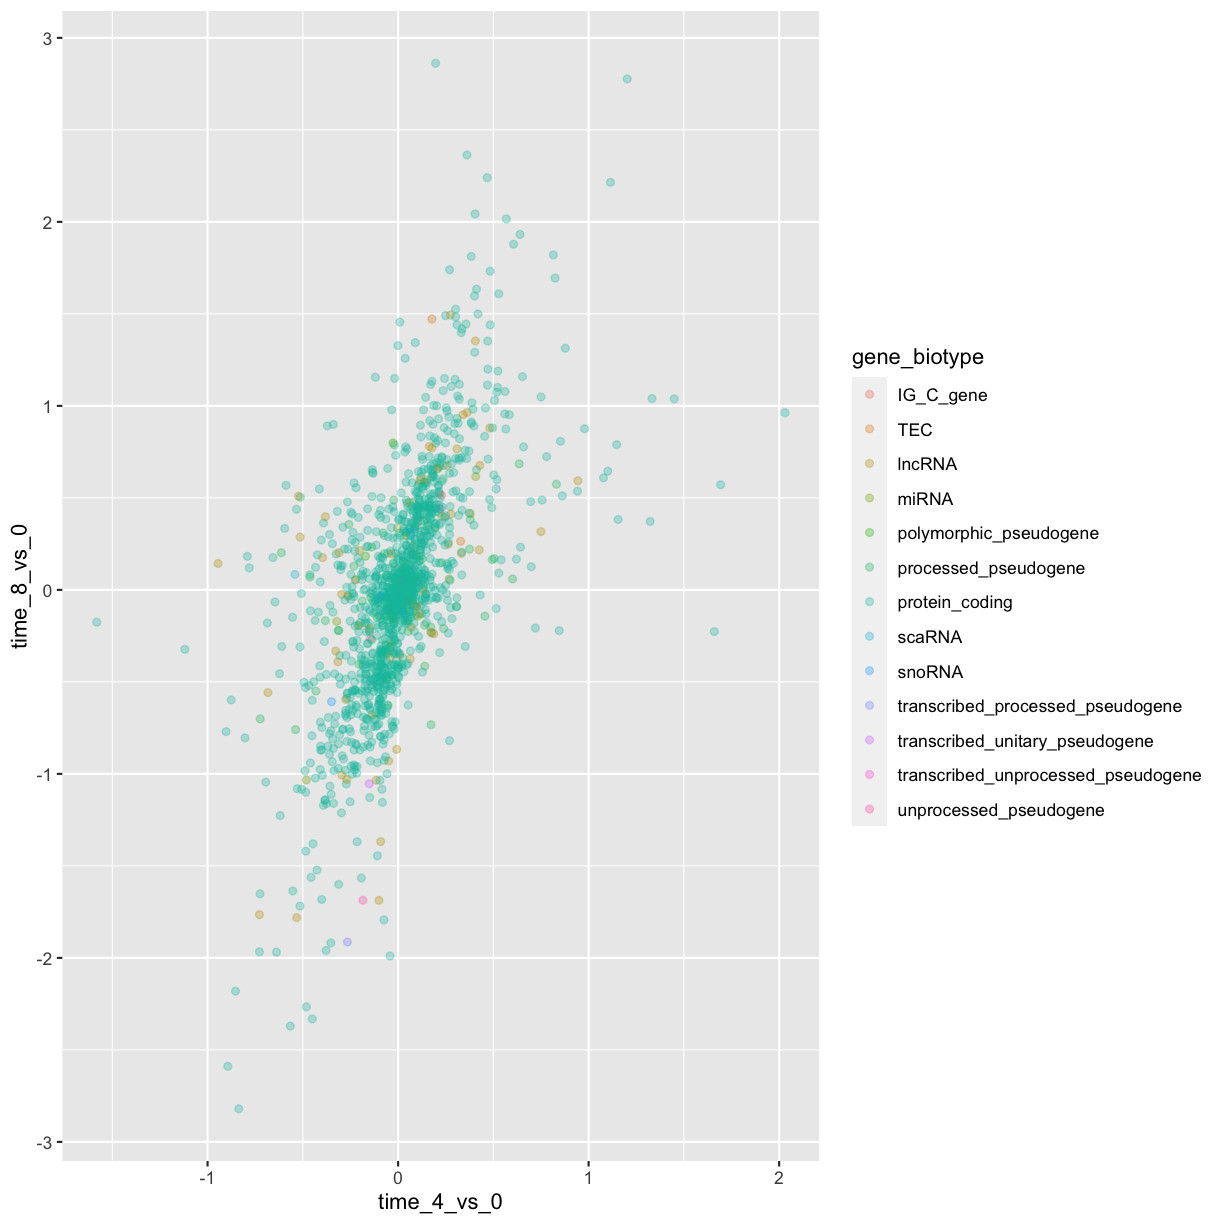 3
2
1
0
-1
-2
-3
time_8_vs_0
-1
0
1
2
time_4_vs_0
gene_biotype
IG_C_gene
TEC
lncRNA
miRNA
polymorphic_pseudogene
processed_pseudogene
protein_coding
scaRNA
snoRNA
transcribed_processed_pseudogene
transcribed_unitary_pseudogene
transcribed_unprocessed_pseudogene
unprocessed_pseudogene